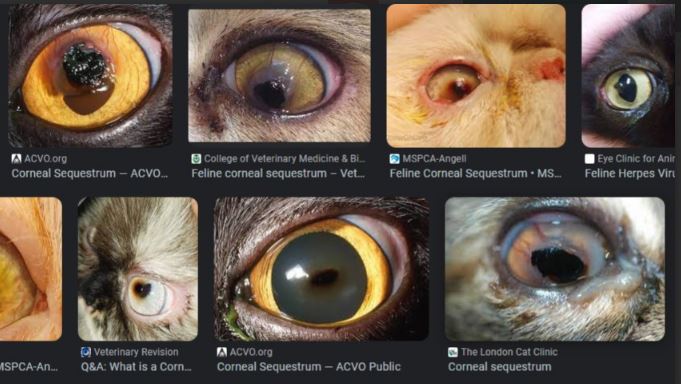 ACVO.org
Corneal Sequestrum — ACVO...
College of Veterinary Medicine & Bi...
Feline corneal sequestrum – Vet...
MSPCA-Angell
Feline Corneal Sequestrum • MS...
Eye Clinic for Anir
Feline Herpes Viru
MSPCA-An...
Veterinary Revision
Q&A: What is a Corn...
ACVO.org
Corneal Sequestrum — ACVO Public
The London Cat Clinic
Corneal sequestrum